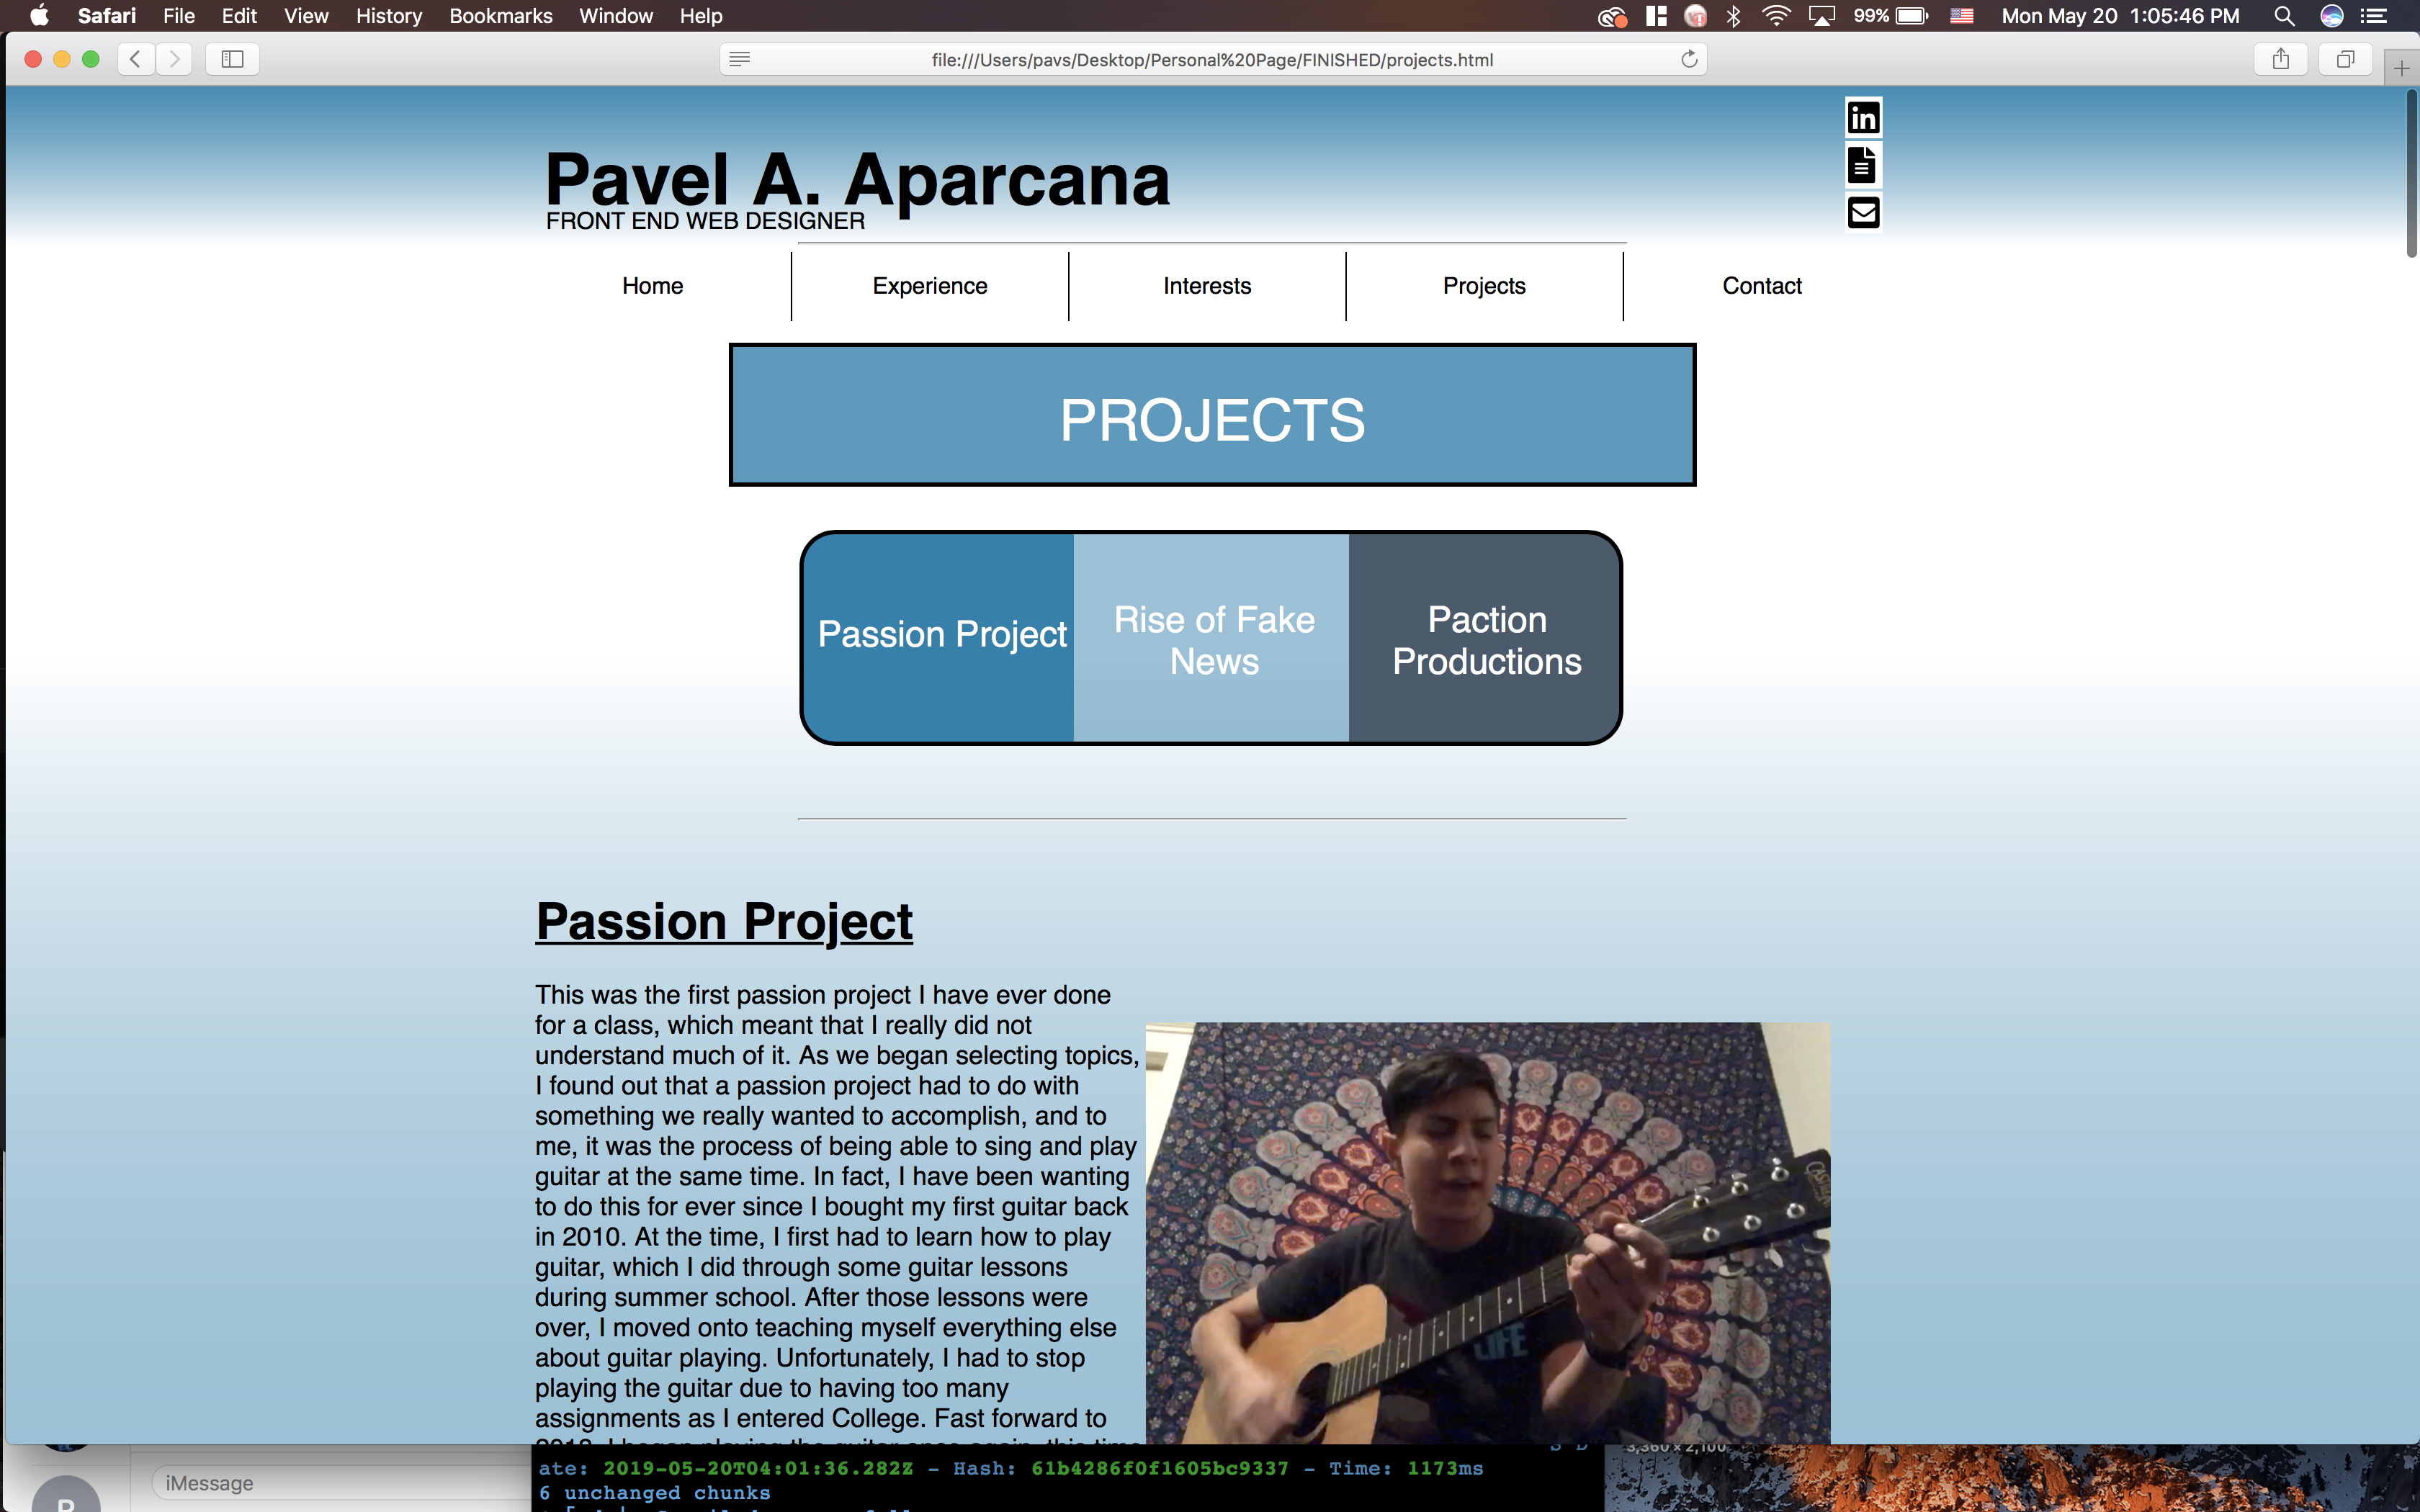 Safari File Edit View History Bookmarks Window Help 99% Mon May 20 1:05:46 PM
file:///Users/pavs/Desktop/Personal%20Page/FINISHED/projects.html
in
Pavel A. Aparcana
FRONT END WEB DESIGNER
Home Experience Interests Projects Contact
PROJECTS
Passion Project
Rise of Fake
News
Paction
Productions
Passion Project
This was the first passion project I have ever done
for a class, which meant that I really did not
understand much of it. As we began selecting topics,
I found out that a passion project had to do with
something we really wanted to accomplish, and to
me, it was the process of being able to sing and play
guitar at the same time. In fact, I have been wanting
to do this for ever since I bought my first guitar back
in 2010. At the time, I first had to learn how to play
guitar, which I did through some guitar lessons
during summer school. After those lessons were
over, I moved onto teaching myself everything else
about guitar playing. Unfortunately, I had to stop
playing the guitar due to having too many
assignments as I entered College. Fast forward to
LIFE
3,360 × 2,100
iMessage
ate: 2019-05-20T04:01:36.282Z - Hash: 61b4286f0f1605bc9337 - Time: 1173ms
6 unchanged chunks